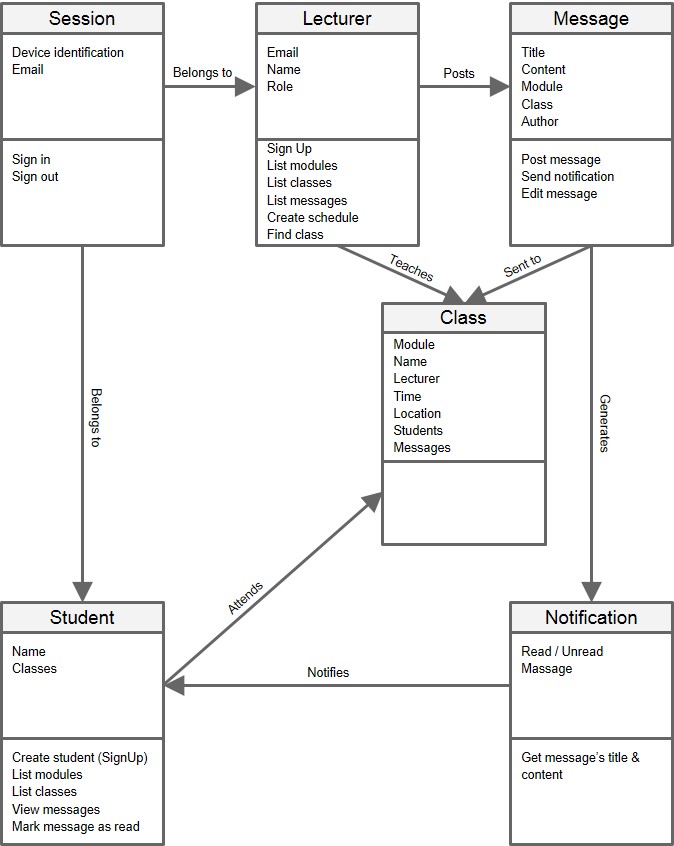 Session
Device identification
Email
Sign in
Sign out
Belongs to
Lecturer
Email
Name
Role
Sign Up
List modules
List classes
List messages
Create schedule
Find class
Posts
Message
Title
Content
Module
Class
Author
Post message
Send notification
Edit message
Teaches
Sent to
Class
Module
Name
Lecturer
Time
Location
Students
Messages
Belongs to
Generates
Attends
Student
Name
Classes
Create student (SignUp)
List modules
List classes
View messages
Mark message as read
Notifies
Notification
Read / Unread
Massage
Get message's title &
content